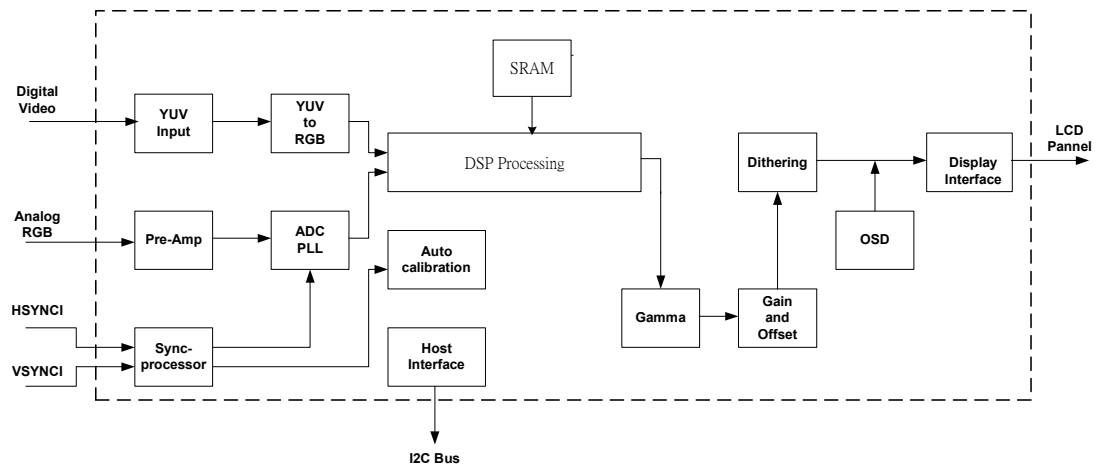 SRAM
Digital
Video
YUV
Input
YUV
to
RGB
DSP Processing
Dithering
Display
Interface
LCD
Pannel
Analog
RGB
Pre-Amp
ADC
PLL
Auto
calibration
OSD
HSYNCI
VSYNCI
Sync-
processor
Host
Interface
Gamma
Gain
and
Offset
I2C Bus